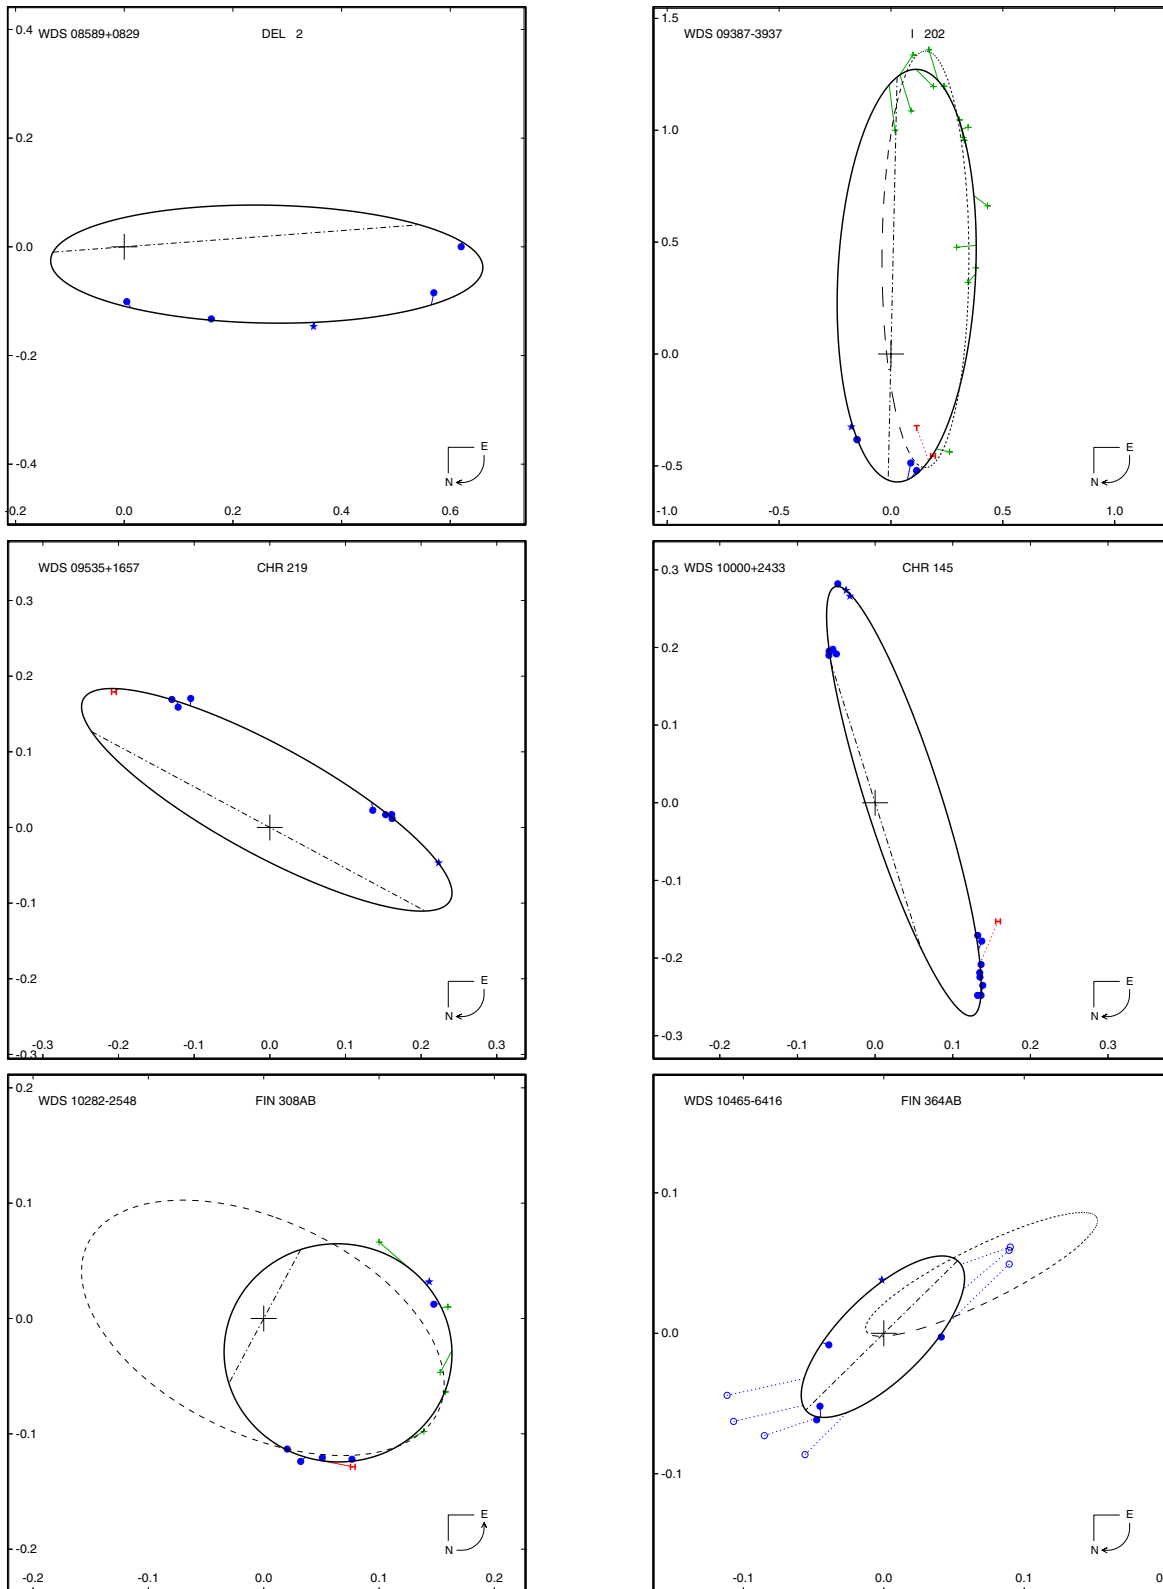 WDS 08589+0829 DEL 2
0.4
0.2
0.0
-0.2
-0.4
E
N
-0.2 0.0 0.2 0.4 0.6
WDS 09387-3937 I 202
1.5
1.0
0.5
0.0
-0.5
T
H
E
N
-1.0 -0.5 0.0 0.5 1.0
WDS 09535+1657 CHR 219
0.3
0.2
0.1
0.0
-0.1
-0.2
-0.3
H
E
N
-0.3 -0.2 -0.1 0.0 0.1 0.2 0.3
WDS 10000+2433 CHR 145
0.3
0.2
0.1
0.0
-0.1
-0.2
-0.3
H
E
N
-0.2 -0.1 0.0 0.1 0.2 0.3
WDS 10282-2548 FIN 308AB
0.2
0.1
0.0
-0.1
-0.2
H
E
N
-0.2 -0.1 0.0 0.1 0.2
WDS 10465-6416 FIN 364AB
0.1
0.0
-0.1
E
N
-0.1 0.0 0.1